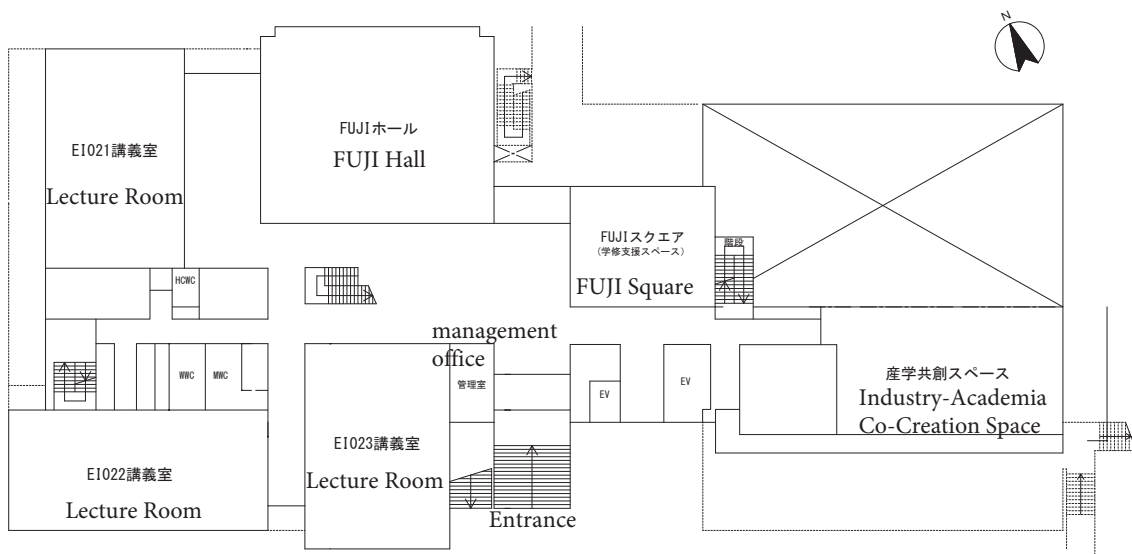 N
FUJIホール
FUJI Hall
EI021講義室
Lecture Room
FUJIスクエア
(学修支援スペース)
階段
FUJI Square
HCWC
management
office
管理室
WWC
MWC
EV
EV
産学共創スペース
Industry-Academia
Co-Creation Space
EI023講義室
Lecture Room
EI022講義室
Lecture Room
Entrance